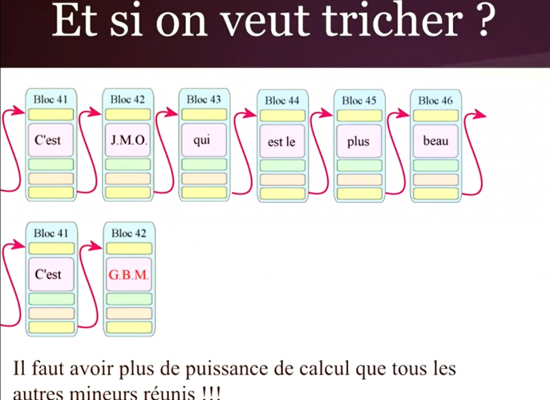 Et si on veut tricher ?
Bloc 41 Bloc 42 Bloc 43 Bloc 44 Bloc 45 Bloc 46
C'est J.M.O. qui est le plus beau
Bloc 41 Bloc 42
C'est G.B.M.
Il faut avoir plus de puissance de calcul que tous les
autres mineurs réunis !!!